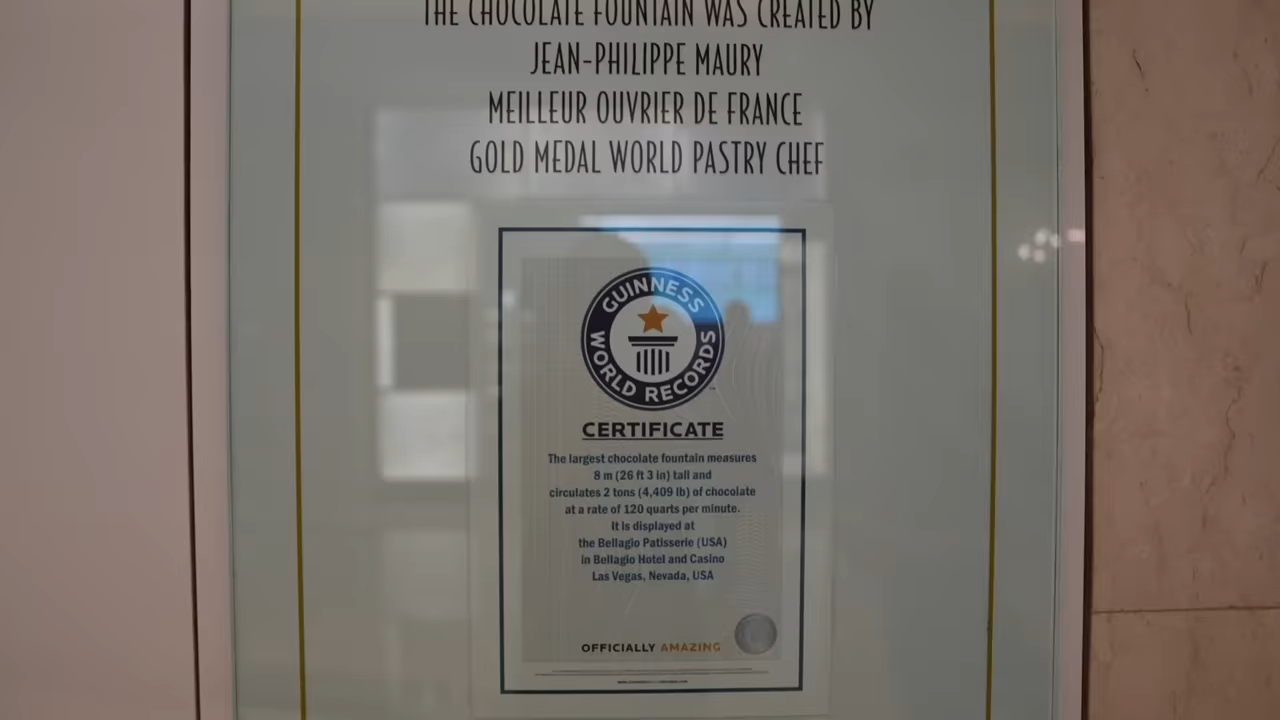 THE CHOCOLATE FOUNTAIN WAS CREATED BY
JEAN-PHILIPPE MAURY
MEILLEUR OUVRIER DE FRANCE
GOLD MEDAL WORLD PASTRY CHEF
GUINNESS
WORLD RECORDS
CERTIFICATE
The largest chocolate fountain measures
8 m (26 ft 3 in) tall and
circulates 2 tons (4,409 lb) of chocolate
at a rate of 120 quarts per minute.
It is displayed at
the Bellagio Patisserie (USA)
in Bellagio Hotel and Casino
Las Vegas, Nevada, USA
OFFICIALLY AMAZING